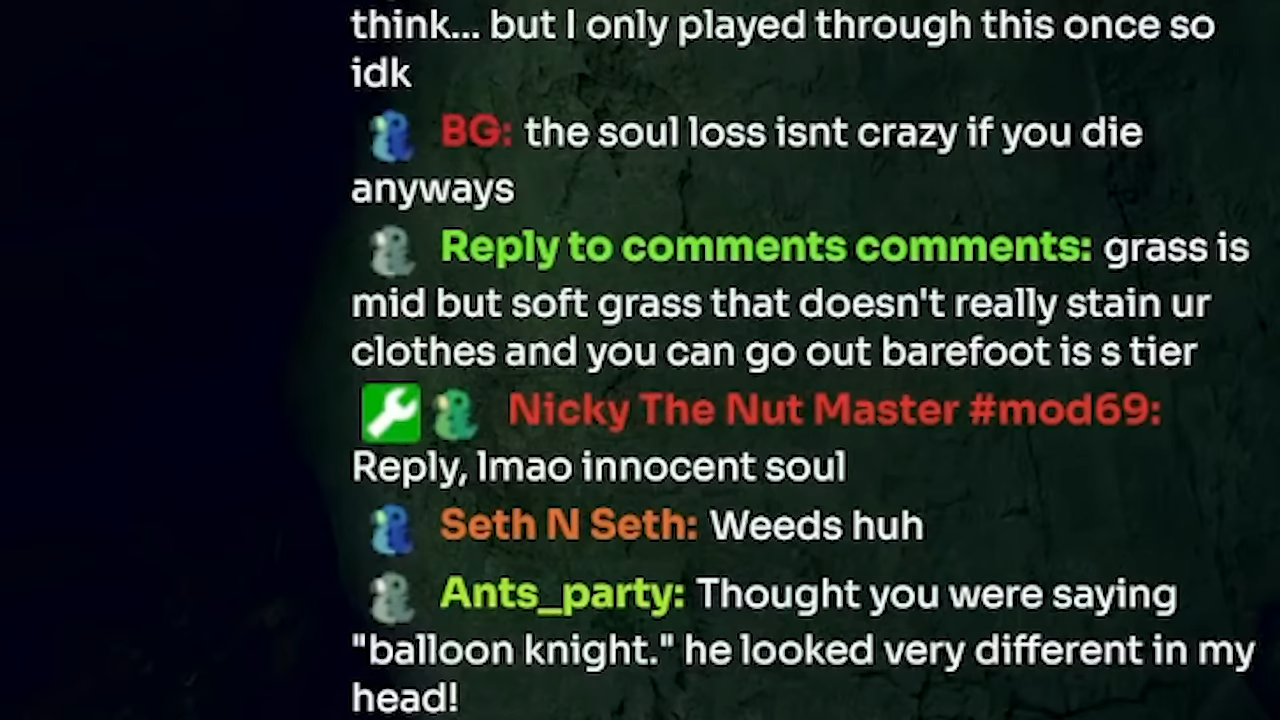 think... but I only played through this once so
idk
BG: the soul loss isnt crazy if you die
anyways
Reply to comments comments: grass is
mid but soft grass that doesn't really stain ur
clothes and you can go out barefoot is s tier
Nicky The Nut Master #mod69:
Reply, lmao innocent soul
Seth N Seth: Weeds huh
Ants_party: Thought you were saying
"balloon knight." he looked very different in my
head!